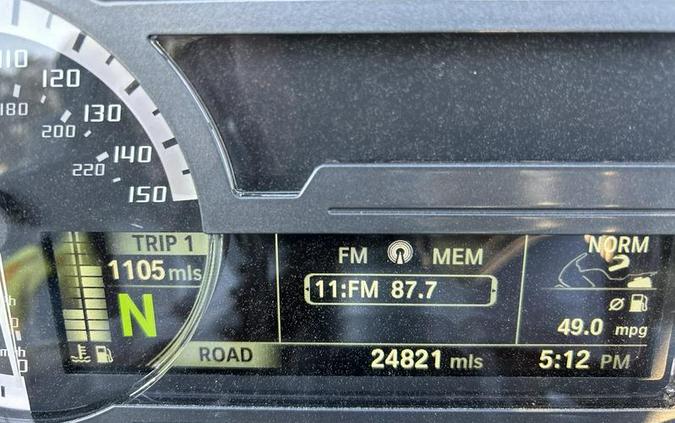 110
120
130
140
150
180
200
220
TRIP 1
1105 mls
N
FM MEM
11:FM 87.7
NORM
Ø 49.0 mpg
ROAD
24821 mls
5:12 PM